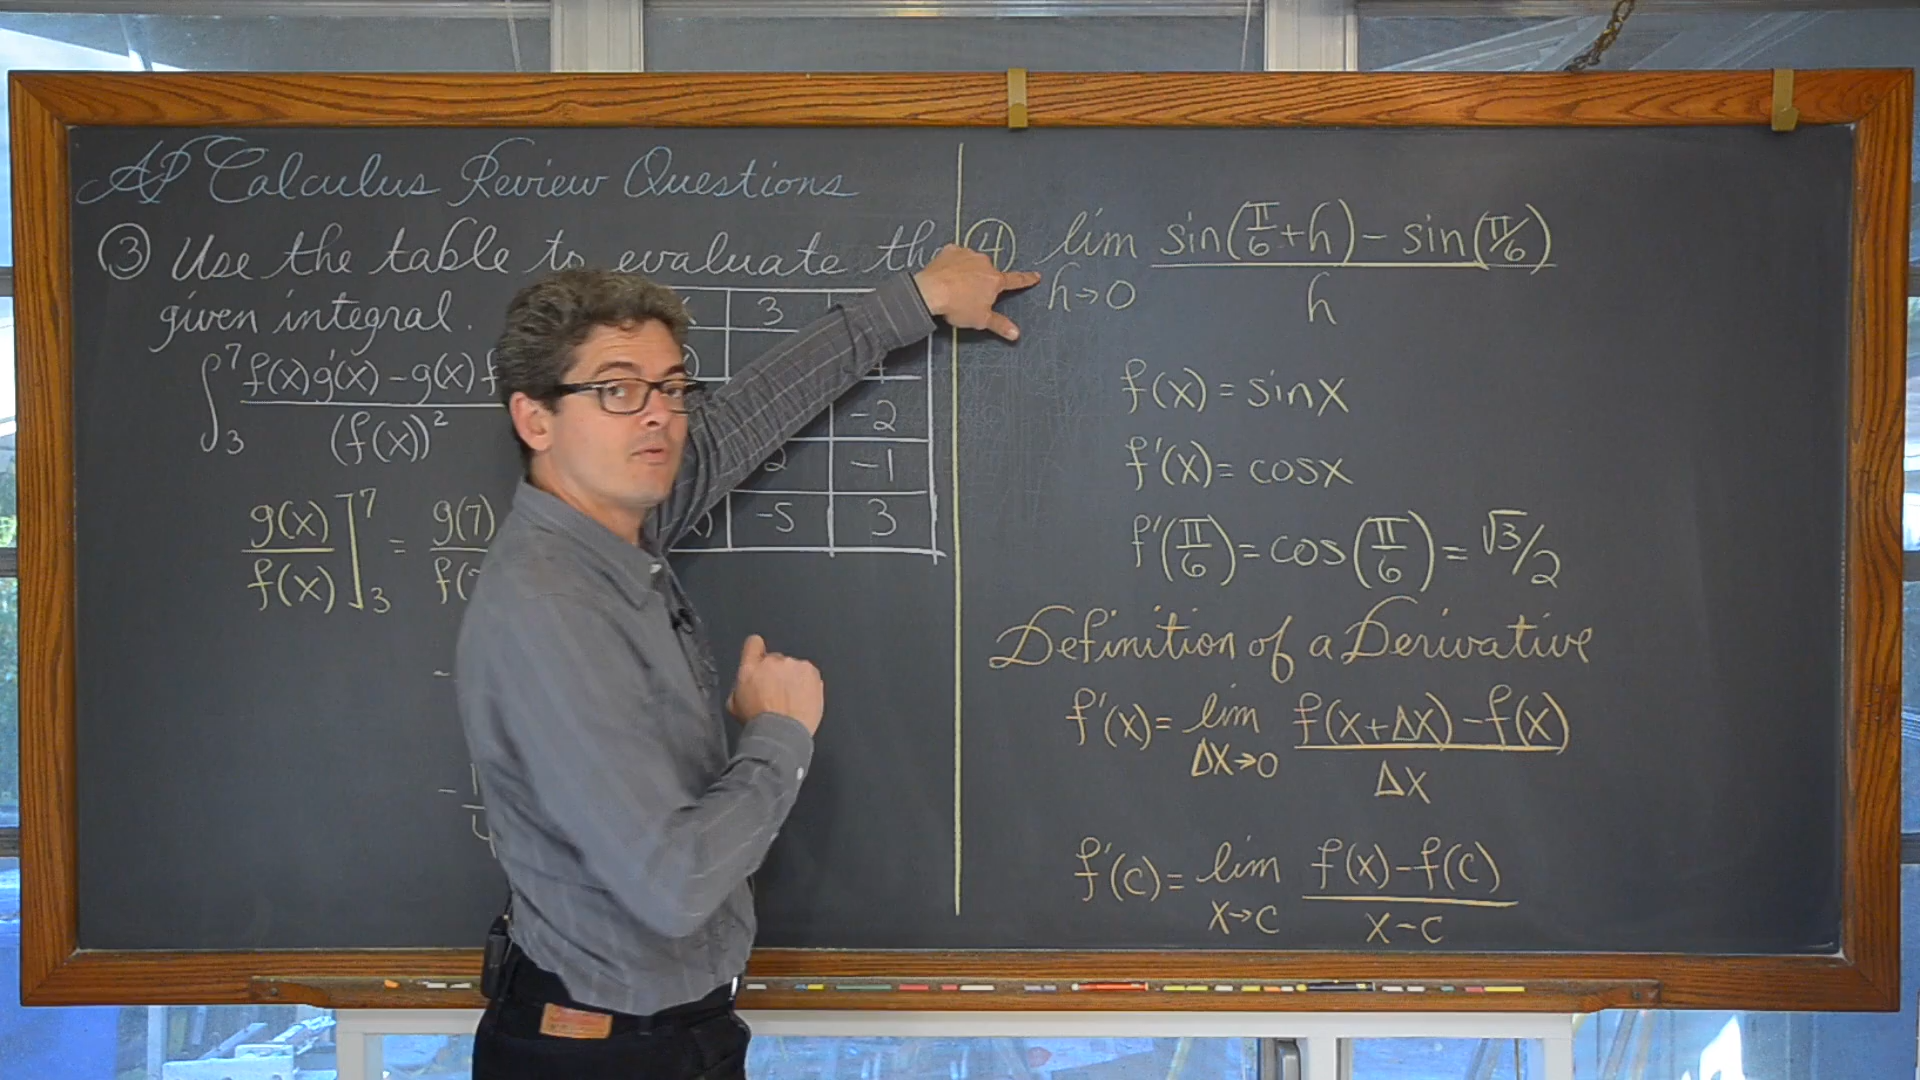 AP Calculus Review Questions
③ Use the table to evaluate the
given integral.
∫₃⁷ f(x)g'(x) - g(x)f
(f(x))²
g(x)/f(x)]₃⁷ = g(7)
3
-2
2 -1
-5 3
④ lim h→0 sin(π/6+h) - sin(π/6)
h
f(x) = sinx
f'(x) = cosx
f'(π/6) = cos(π/6) = √3/2
Definition of a Derivative
f'(x) = lim Δx→0 f(x+Δx) - f(x)
Δx
f'(c) = lim x→c f(x) - f(c)
x-c